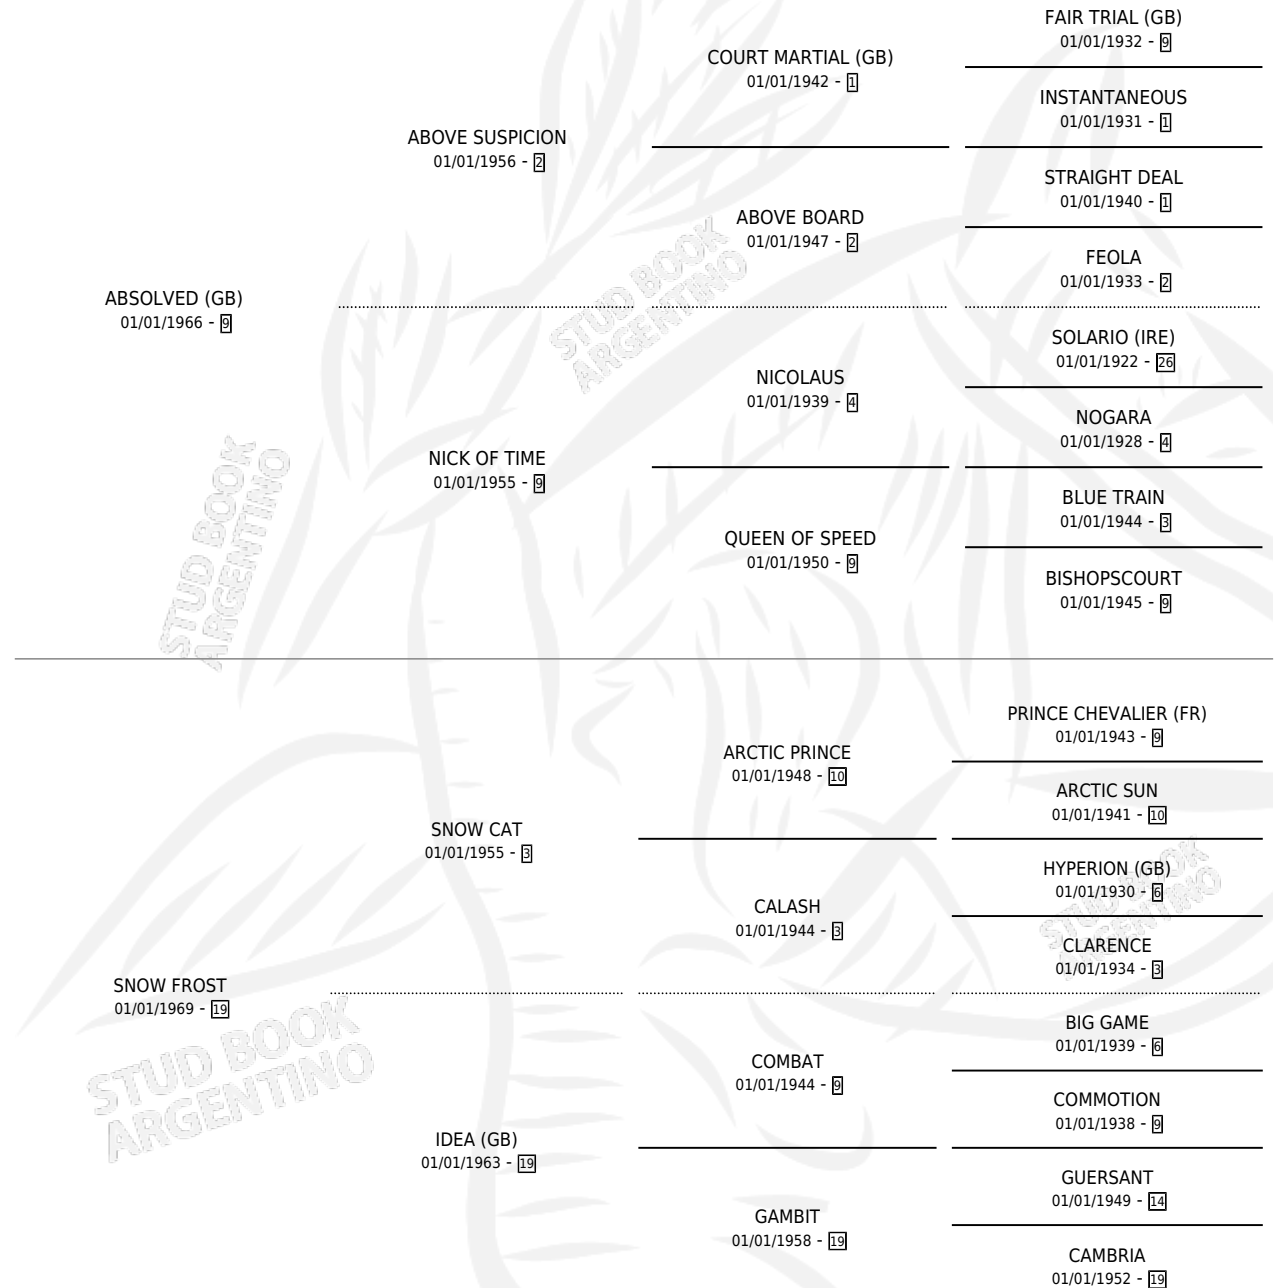 FAIR TRIAL (GB)
01/01/1932 - 9
COURT MARTIAL (GB)
01/01/1942 - 1
INSTANTANEOUS
01/01/1931 - 1
ABOVE SUSPICION
01/01/1956 - 2
STRAIGHT DEAL
01/01/1940 - 1
ABOVE BOARD
01/01/1947 - 2
FEOLA
01/01/1933 - 2
ABSOLVED (GB)
01/01/1966 - 9
SOLARIO (IRE)
01/01/1922 - 26
NICOLAUS
01/01/1939 - 4
NOGARA
01/01/1928 - 4
NICK OF TIME
01/01/1955 - 9
BLUE TRAIN
01/01/1944 - 3
QUEEN OF SPEED
01/01/1950 - 9
BISHOPSCOURT
01/01/1945 - 9
PRINCE CHEVALIER (FR)
01/01/1943 - 9
ARCTIC PRINCE
01/01/1948 - 10
ARCTIC SUN
01/01/1941 - 10
SNOW CAT
01/01/1955 - 3
HYPERION (GB)
01/01/1930 - 6
CALASH
01/01/1944 - 3
CLARENCE
01/01/1934 - 3
SNOW FROST
01/01/1969 - 19
BIG GAME
01/01/1939 - 6
COMBAT
01/01/1944 - 9
COMMOTION
01/01/1938 - 9
IDEA (GB)
01/01/1963 - 19
GUERSANT
01/01/1949 - 14
GAMBIT
01/01/1958 - 19
CAMBRIA
01/01/1952 - 19
STUD BOOK
ARGENTINO
STUD BOOK
ARGENTINO
STUD BOOK
ARGENTINO
STUD BOOK
ARGENTINO